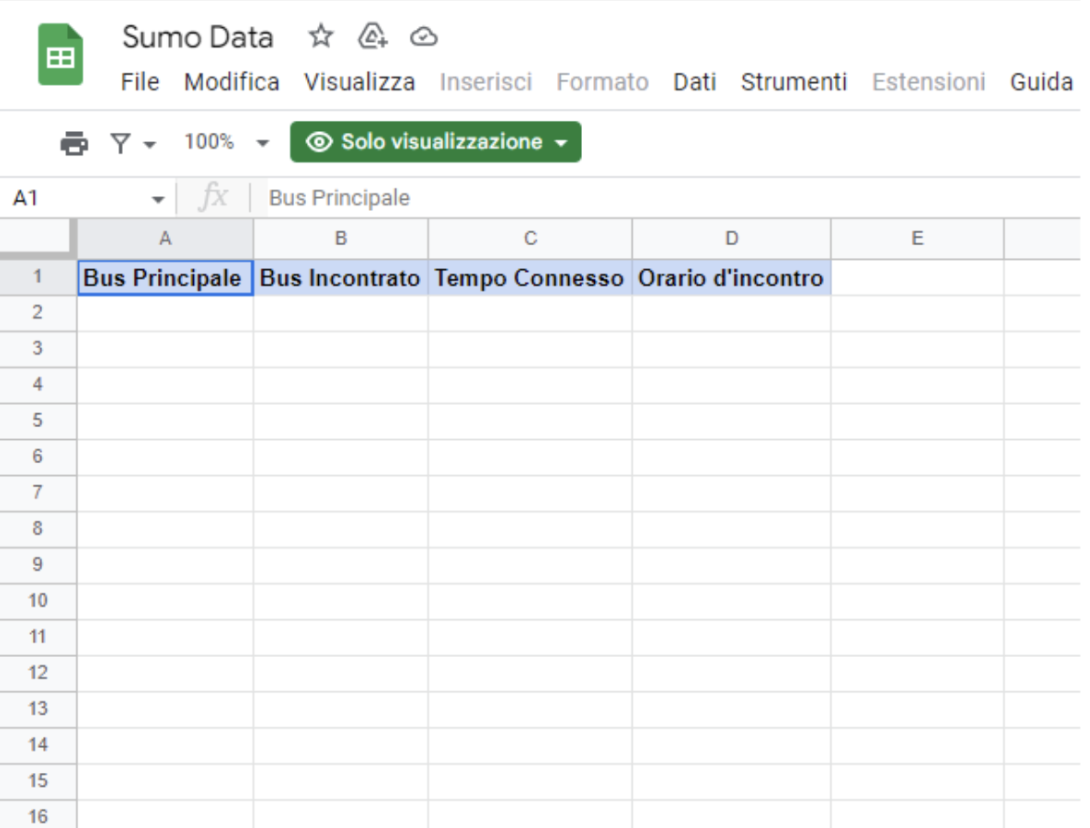 Sumo Data
File Modifica Visualizza Inserisci Formato Dati Strumenti Estensioni Guida
100% Solo visualizzazione
A1 fx Bus Principale
A B C D E
1 Bus Principale Bus Incontrato Tempo Connesso Orario d'incontro
2
3
4
5
6
7
8
9
10
11
12
13
14
15
16